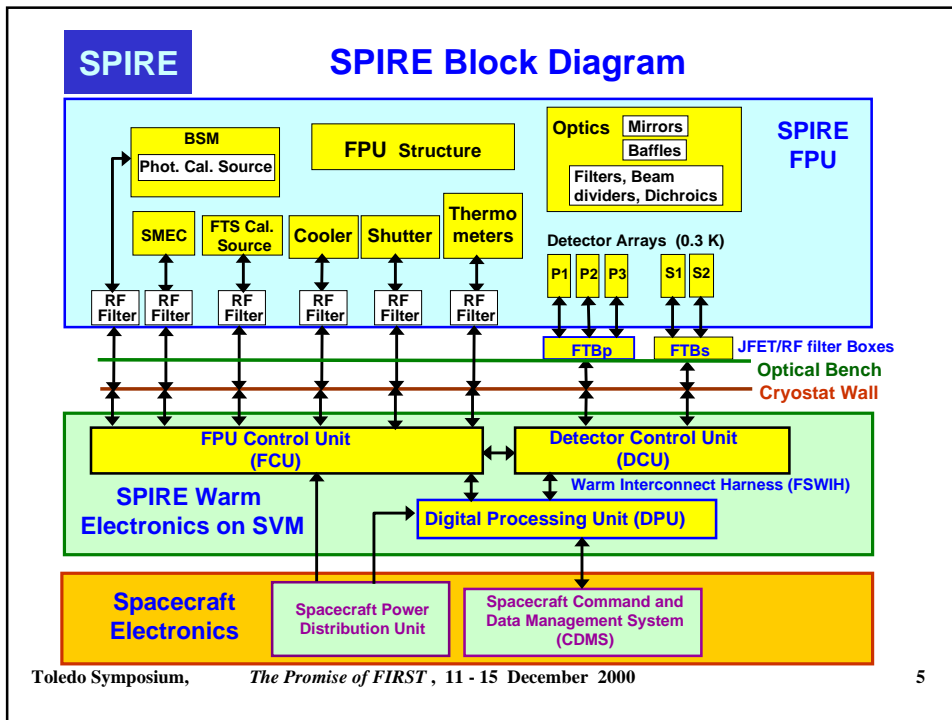 SPIRE
SPIRE Block Diagram
BSM
Phot. Cal. Source
FPU Structure
Optics
Mirrors
Baffles
Filters, Beam
dividers, Dichroics
SPIRE
FPU
SMEC
FTS Cal.
Source
Cooler
Shutter
Thermo
meters
Detector Arrays (0.3 K)
P1
P2
P3
S1
S2
RF
Filter
RF
Filter
RF
Filter
RF
Filter
RF
Filter
RF
Filter
FTBp
FTBs
JFET/RF filter Boxes
Optical Bench
Cryostat Wall
FPU Control Unit
(FCU)
Detector Control Unit
(DCU)
Warm Interconnect Harness (FSWIH)
SPIRE Warm
Electronics on SVM
Digital Processing Unit (DPU)
Spacecraft
Electronics
Spacecraft Power
Distribution Unit
Spacecraft Command and
Data Management System
(CDMS)
Toledo Symposium, The Promise of FIRST , 11 - 15 December 2000 5